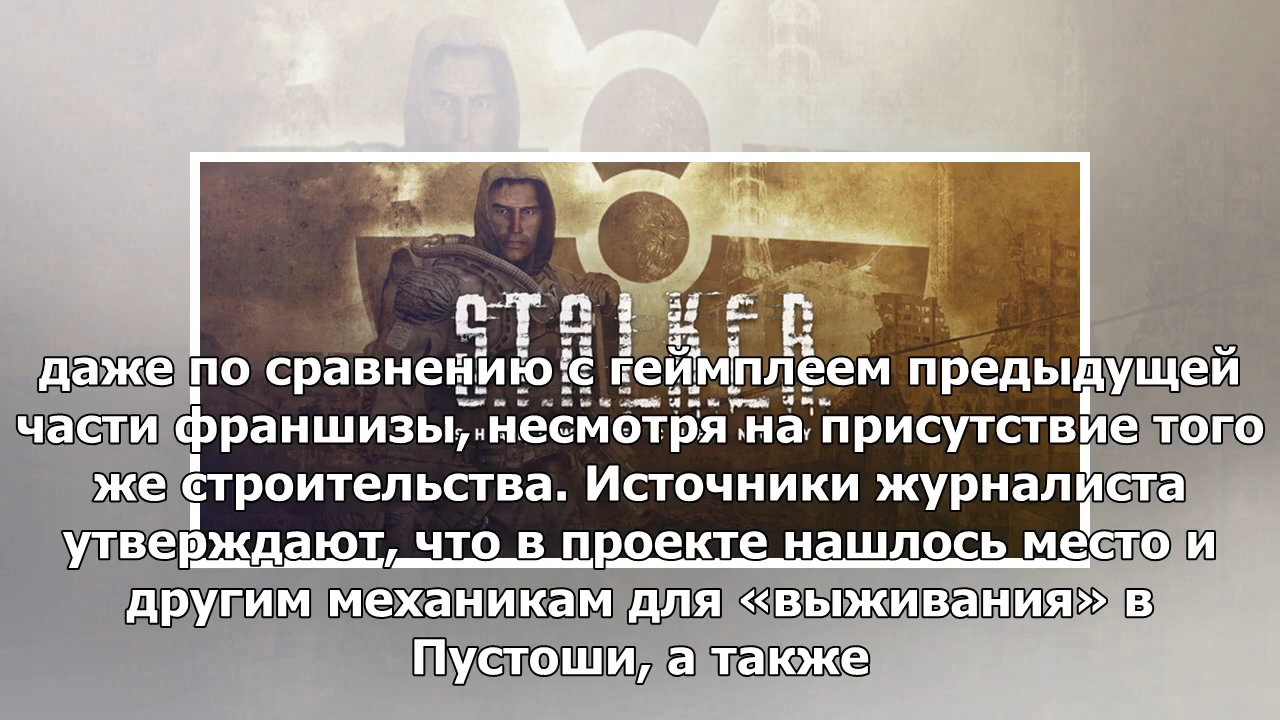 S.T.A.L.K.E.R.
даже по сравнению с геймплеем предыдущей
части франшизы, несмотря на присутствие того
же строительства. Источники журналиста
утверждают, что в проекте нашлось место и
другим механикам для «выживания» в
Пустоши, а также